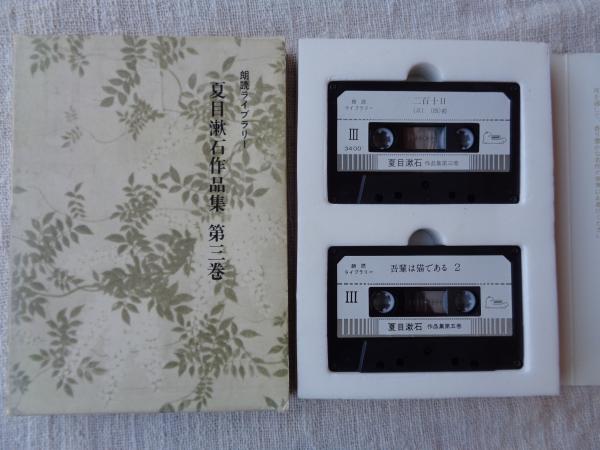 朗読ライブラリー
夏目漱石作品集 第三巻
朗読
ライブラリー
二百十日
III
3400
夏目漱石 作品集第三巻
朗読
ライブラリー
吾輩は猫である 2
III
夏目漱石 作品集第五巻